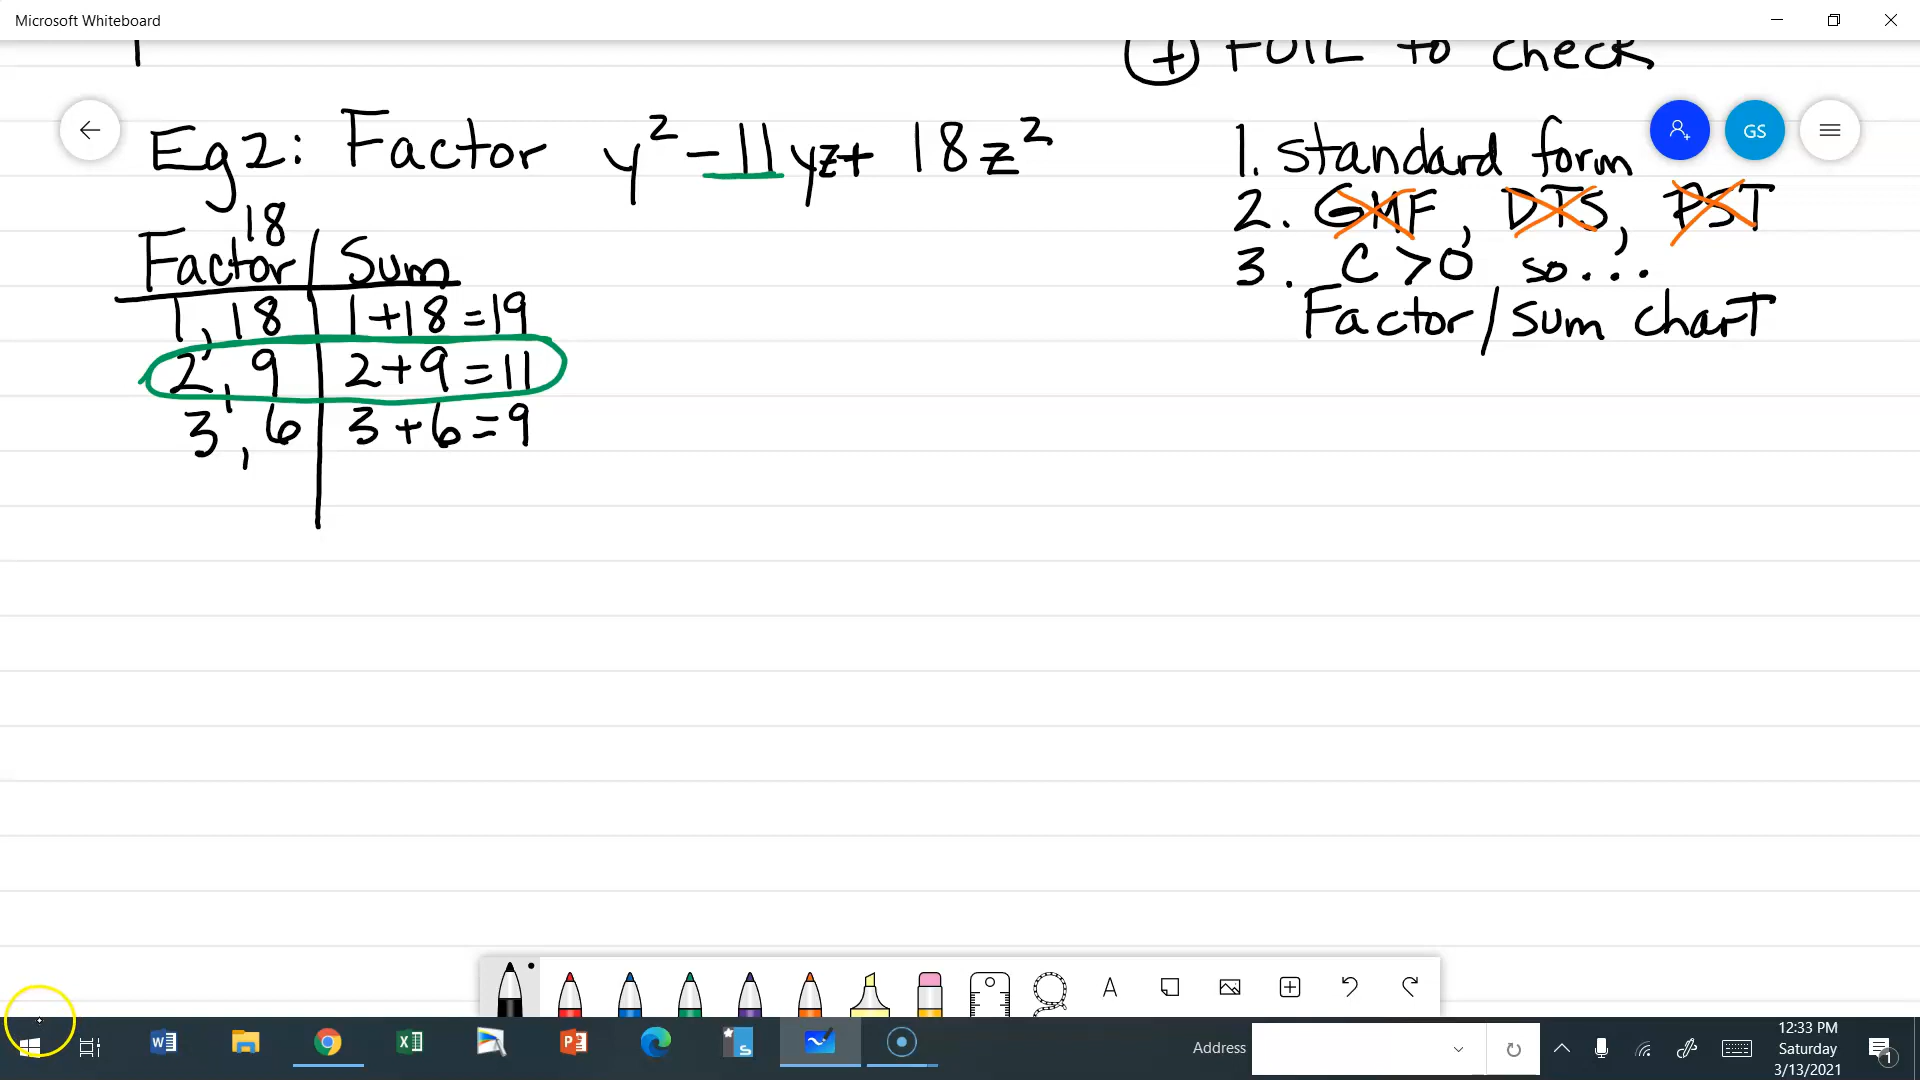 Microsoft Whiteboard
(+) FOIL to check
Eg2: Factor y² - 11yz + 18z²
18
Factor / Sum
1, 18 | 1+18=19
2, 9 | 2+9=11
3, 6 | 3+6=9
1. standard form
2. GMF, DTS, PST
3. C>0 so...
Factor/sum chart
GS
Address
12:33 PM
Saturday
3/13/2021
1